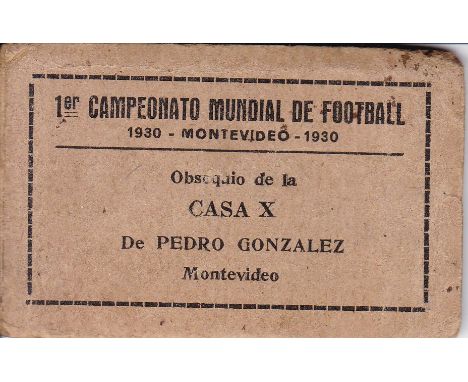 1er CAMPEONATO MUNDIAL DE FOOTBALL
1930 - MONTEVIDEO - 1930
Obsequio de la
CASA X
De PEDRO GONZALEZ
Montevideo